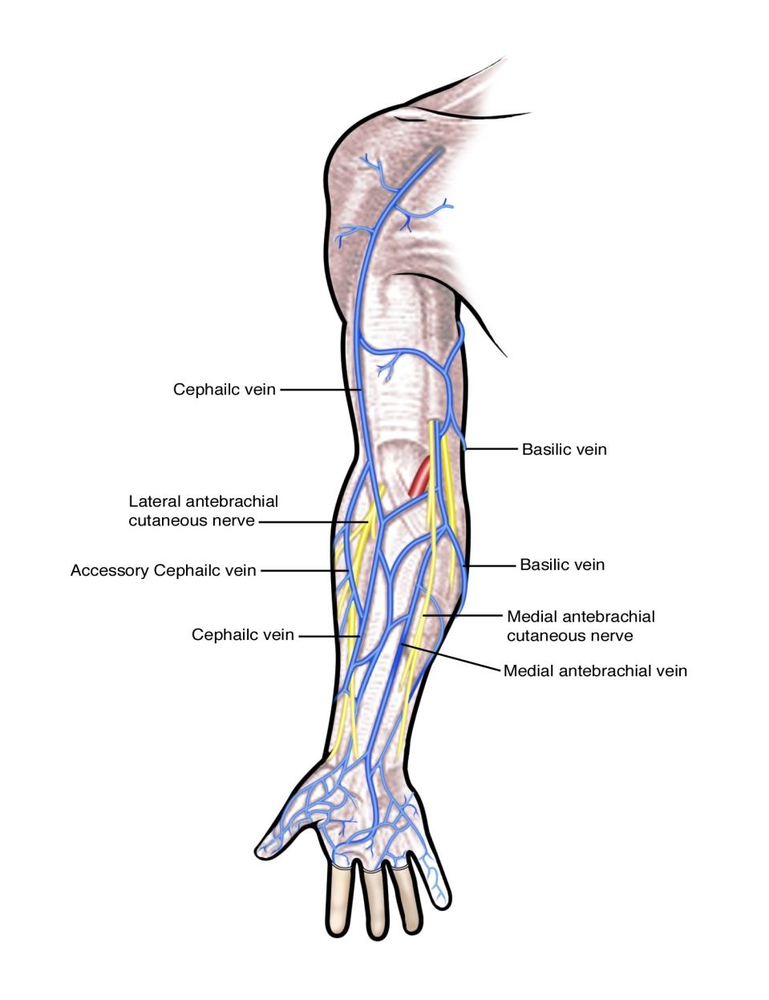 Cephailc vein
Basilic vein
Lateral antebrachial
cutaneous nerve
Accessory Cephailc vein
Basilic vein
Medial antebrachial
cutaneous nerve
Cephailc vein
Medial antebrachial vein